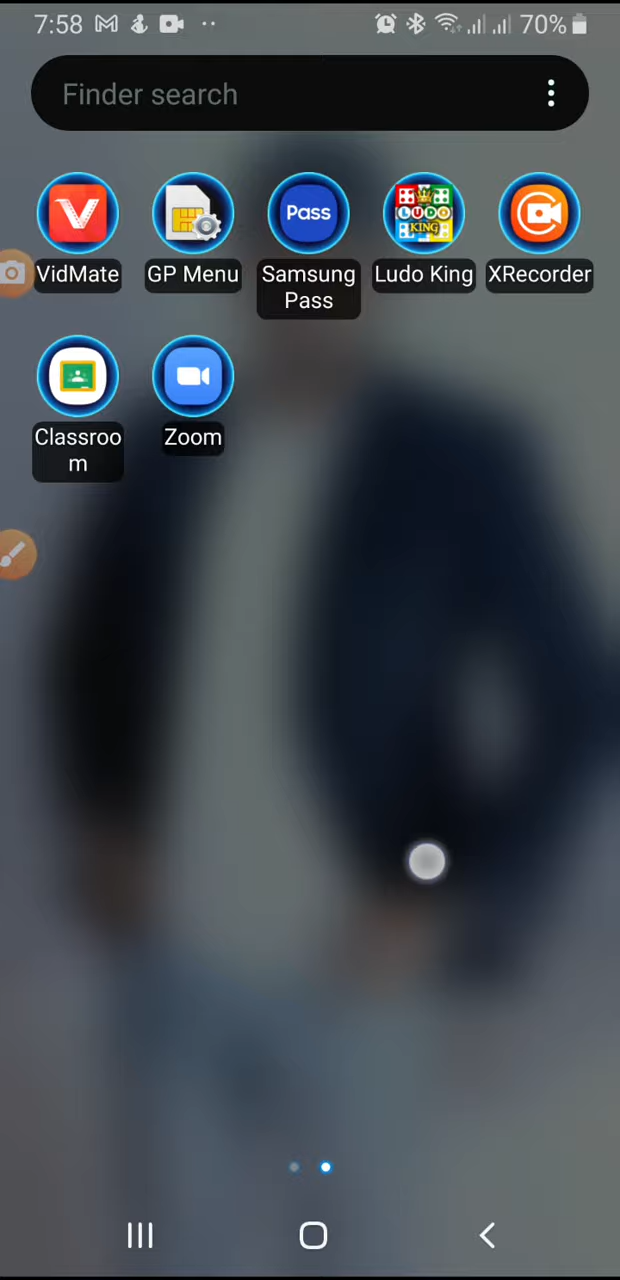 7:58
70%
Finder search
Pass
LUDO
KING
VidMate
GP Menu
Samsung
Pass
Ludo King
XRecorder
Classroo
m
Zoom